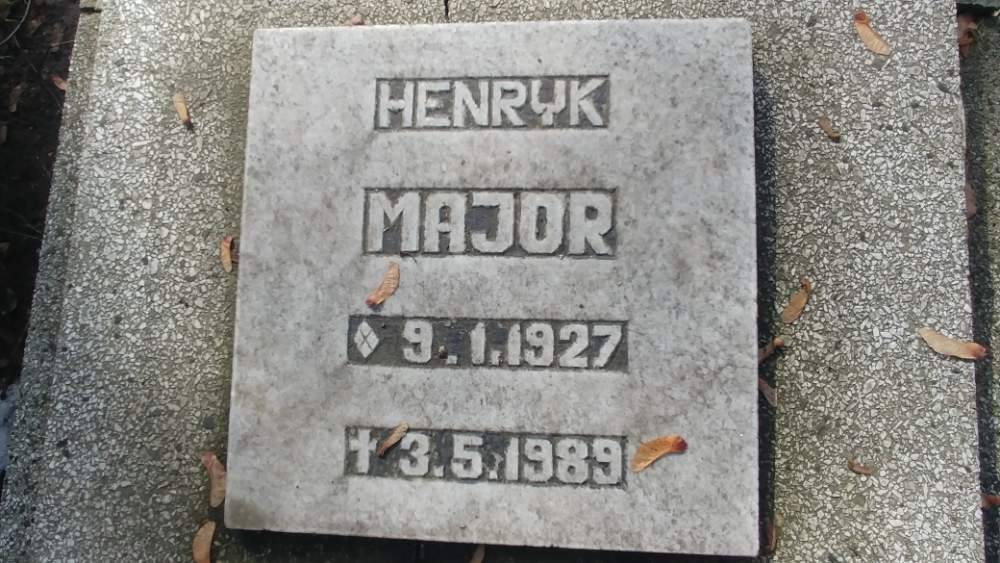 HENRYK
MAJOR
9.1.1927
† 3.5.1989